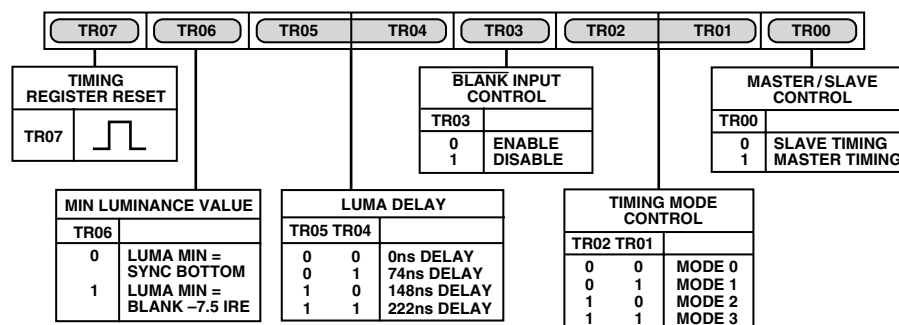 TR07 TR06 TR05 TR04 TR03 TR02 TR01 TR00
TIMING
REGISTER RESET
TR07
BLANK INPUT
CONTROL
TR03
0 ENABLE
1 DISABLE
MASTER/SLAVE
CONTROL
TR00
0 SLAVE TIMING
1 MASTER TIMING
MIN LUMINANCE VALUE
TR06
0 LUMA MIN =
SYNC BOTTOM
1 LUMA MIN =
BLANK –7.5 IRE
LUMA DELAY
TR05 TR04
0 0 0ns DELAY
0 1 74ns DELAY
1 0 148ns DELAY
1 1 222ns DELAY
TIMING MODE
CONTROL
TR02 TR01
0 0 MODE 0
0 1 MODE 1
1 0 MODE 2
1 1 MODE 3